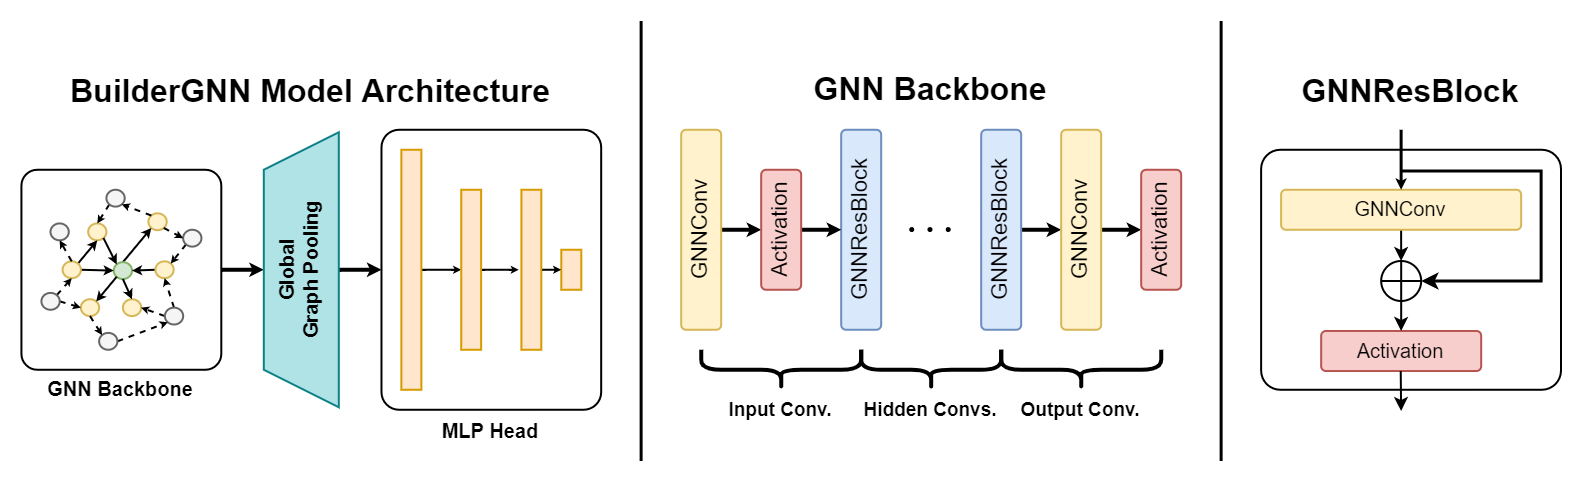 BuilderGNN Model Architecture
GNN Backbone
Global
Graph Pooling
MLP Head
GNN Backbone
GNNConv
Activation
GNNResBlock
· · ·
GNNResBlock
GNNConv
Activation
Input Conv.
Hidden Convs.
Output Conv.
GNNResBlock
GNNConv
Activation